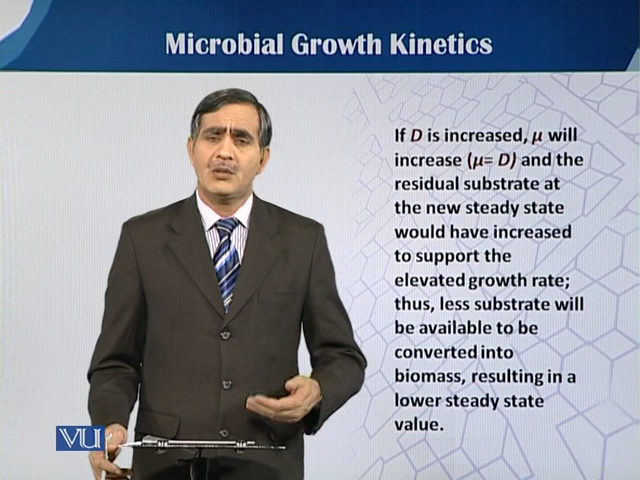 Microbial Growth Kinetics
If D is increased, μ will
increase (μ= D) and the
residual substrate at
the new steady state
would have increased
to support the
elevated growth rate;
thus, less substrate will
be available to be
converted into
biomass, resulting in a
lower steady state
value.
VU